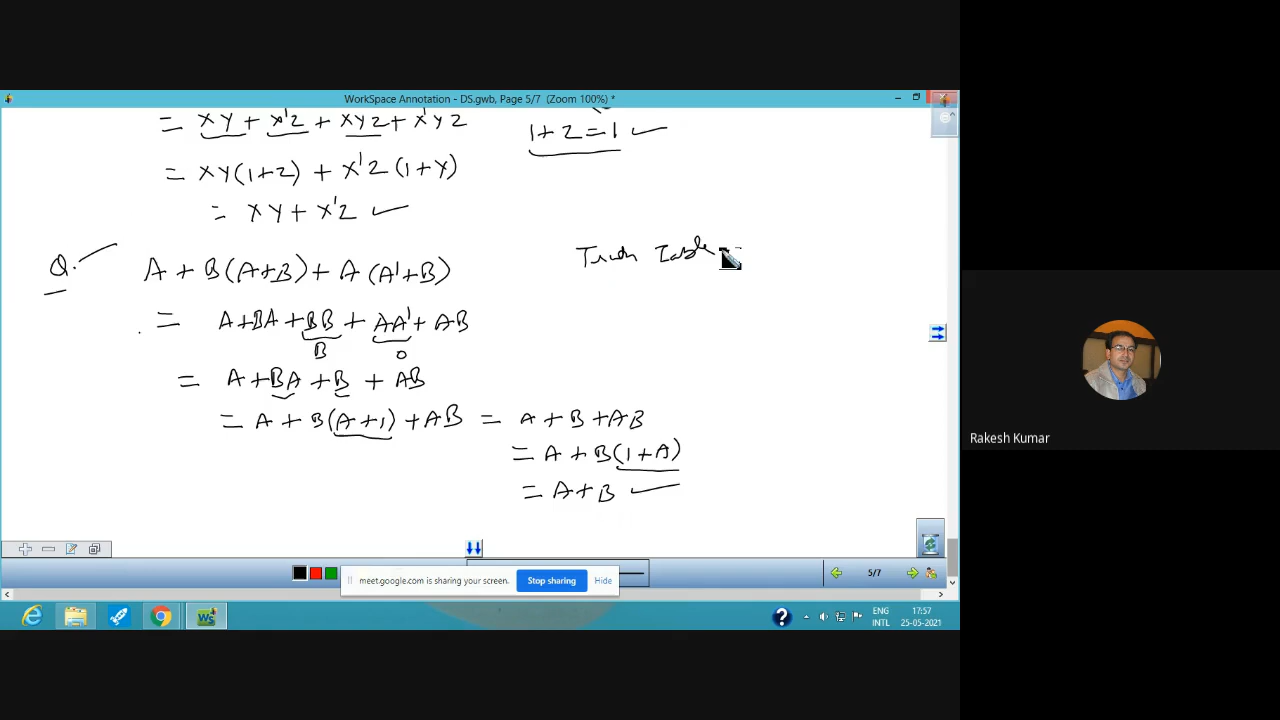 WorkSpace Annotation - DS.gwb, Page 5/7 (Zoom 100%) *
= XY + X'Z + XYZ + X'YZ
1+Z=1
= XY(1+Z) + X'Z (1+Y)
= XY + X'Z
Q.
A + B(A+B) + A (A'+B)
Truth Table
= A+BA + BB + AA' + AB
B 0
= A + BA + B + AB
= A + B(A+1) + AB = A + B + AB
= A + B(1+A)
= A+B
Rakesh Kumar
5/7
meet.google.com is sharing your screen.
Stop sharing
Hide
ENG
INTL
17:57
25-05-2021